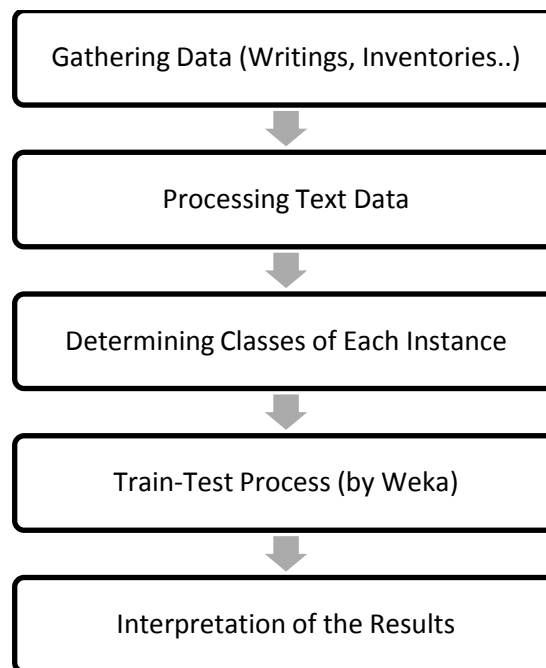 Gathering Data (Writings, Inventories..)
Processing Text Data
Determining Classes of Each Instance
Train-Test Process (by Weka)
Interpretation of the Results